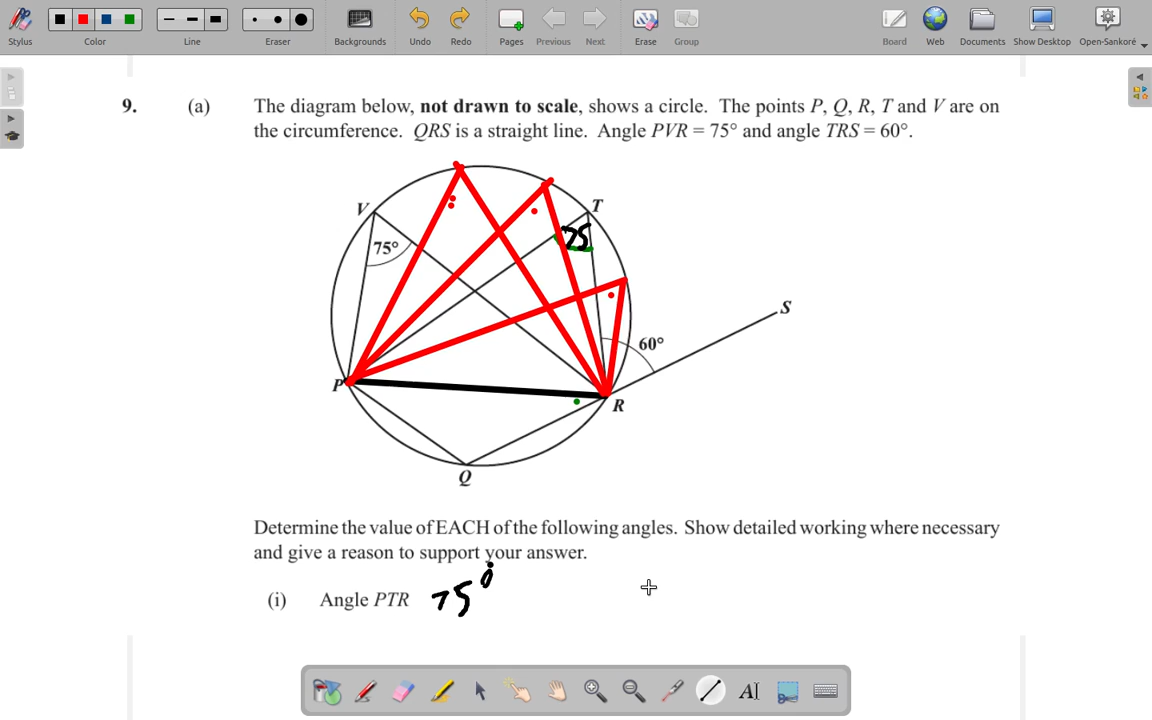 Stylus Color Line Eraser Backgrounds Undo Redo Pages Previous Next Erase Group Board Web Documents Show Desktop Open-Sankoré
9. (a) The diagram below, not drawn to scale, shows a circle. The points P, Q, R, T and V are on
the circumference. QRS is a straight line. Angle PVR = 75° and angle TRS = 60°.
V T
75° 75
S
60°
P R
Q
Determine the value of EACH of the following angles. Show detailed working where necessary
and give a reason to support your answer.
(i) Angle PTR 75°
AI